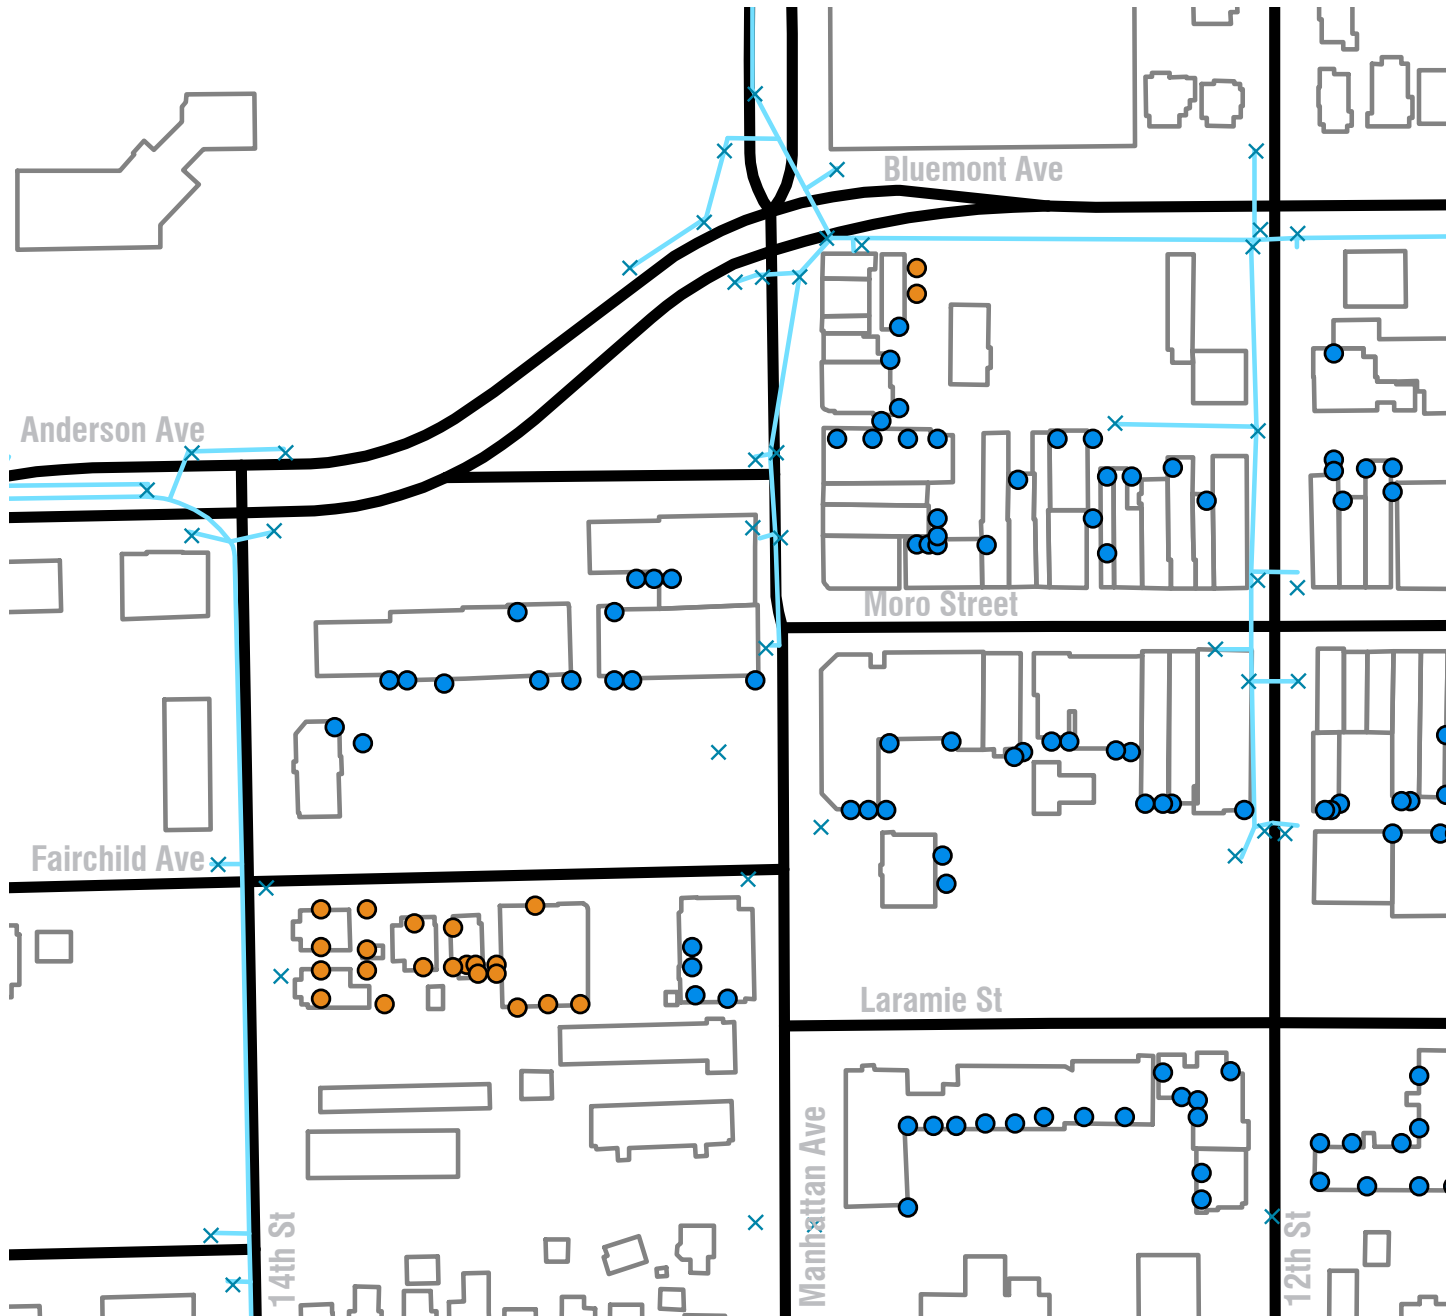 Bluemont Ave
Anderson Ave
Moro Street
Fairchild Ave
Laramie St
Manhattan Ave
14th St
12th St